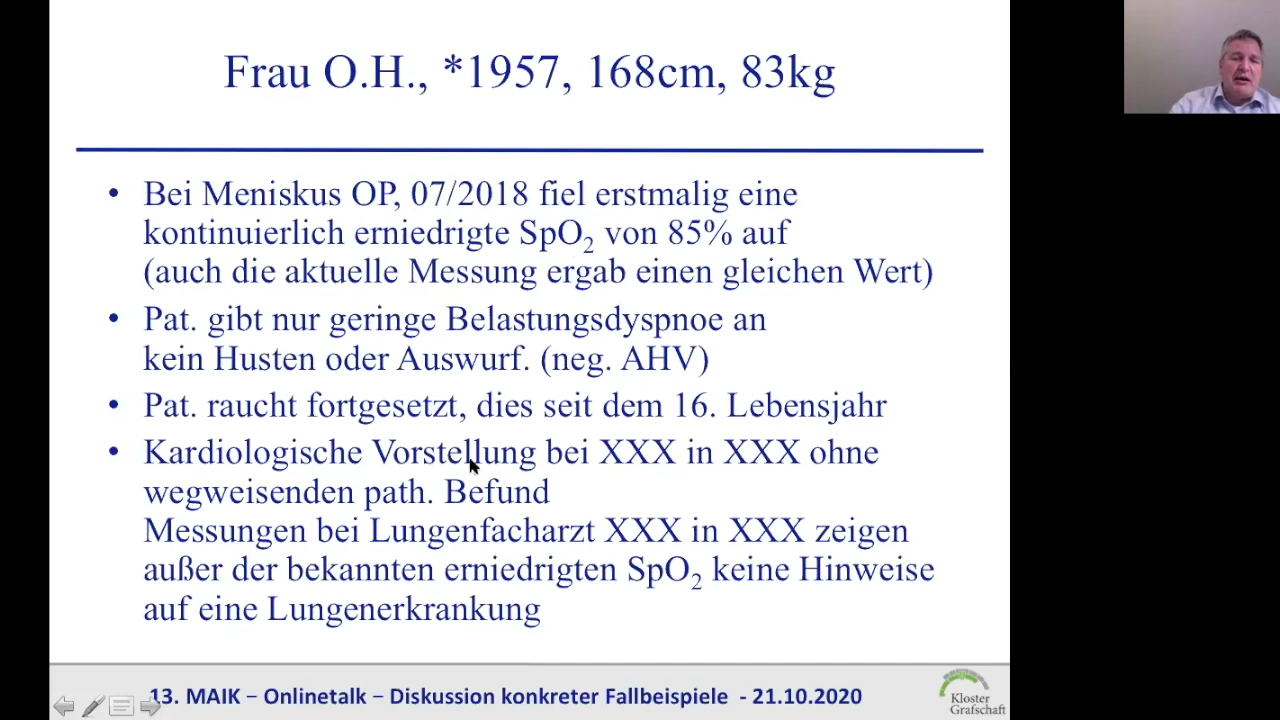 Frau O.H., *1957, 168cm, 83kg
• Bei Meniskus OP, 07/2018 fiel erstmalig eine
kontinuierlich erniedrigte SpO₂ von 85% auf
(auch die aktuelle Messung ergab einen gleichen Wert)
• Pat. gibt nur geringe Belastungsdyspnoe an
kein Husten oder Auswurf. (neg. AHV)
• Pat. raucht fortgesetzt, dies seit dem 16. Lebensjahr
• Kardiologische Vorstellung bei XXX in XXX ohne
wegweisenden path. Befund
Messungen bei Lungenfacharzt XXX in XXX zeigen
außer der bekannten erniedrigten SpO₂ keine Hinweise
auf eine Lungenerkrankung
13. MAIK – Onlinetalk – Diskussion konkreter Fallbeispiele - 21.10.2020
Kloster
Grafschaft